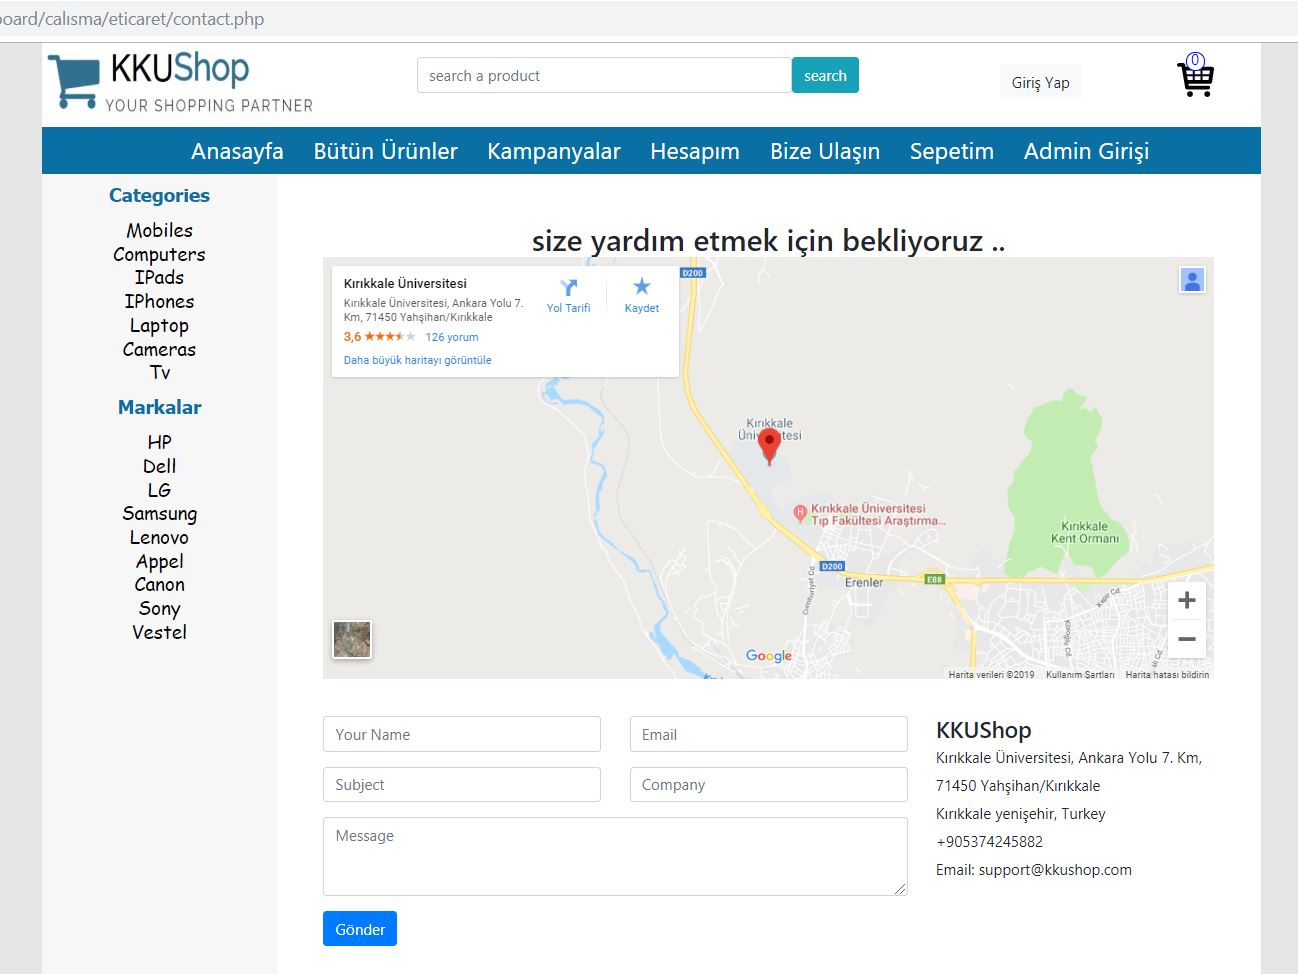 board/calısma/eticaret/contact.php
KKUShop
YOUR SHOPPING PARTNER
search a product
search
Giriş Yap
0
Anasayfa Bütün Ürünler Kampanyalar Hesapım Bize Ulaşın Sepetim Admin Girişi
Categories
Mobiles
Computers
IPads
IPhones
Laptop
Cameras
Tv
Markalar
HP
Dell
LG
Samsung
Lenovo
Appel
Canon
Sony
Vestel
size yardım etmek için bekliyoruz ..
Kırıkkale Üniversitesi
Kırıkkale Üniversitesi, Ankara Yolu 7.
Km, 71450 Yahşihan/Kırıkkale
3,6 126 yorum
Daha büyük haritayı görüntüle
Yol Tarifi
Kaydet
D200
Kırıkkale
Üniversitesi
H
Kırıkkale Üniversitesi
Tıp Fakültesi Araştırma...
Kırıkkale
Kent Ormanı
D200
Erenler
E88
Cumhuriyet Cd.
Google
Harita verileri ©2019 Kullanım Şartları Harita hatası bildirin
Your Name
Email
Subject
Company
Message
Gönder
KKUShop
Kırıkkale Üniversitesi, Ankara Yolu 7. Km,
71450 Yahşihan/Kırıkkale
Kırıkkale yenişehir, Turkey
+905374245882
Email: support@kkushop.com